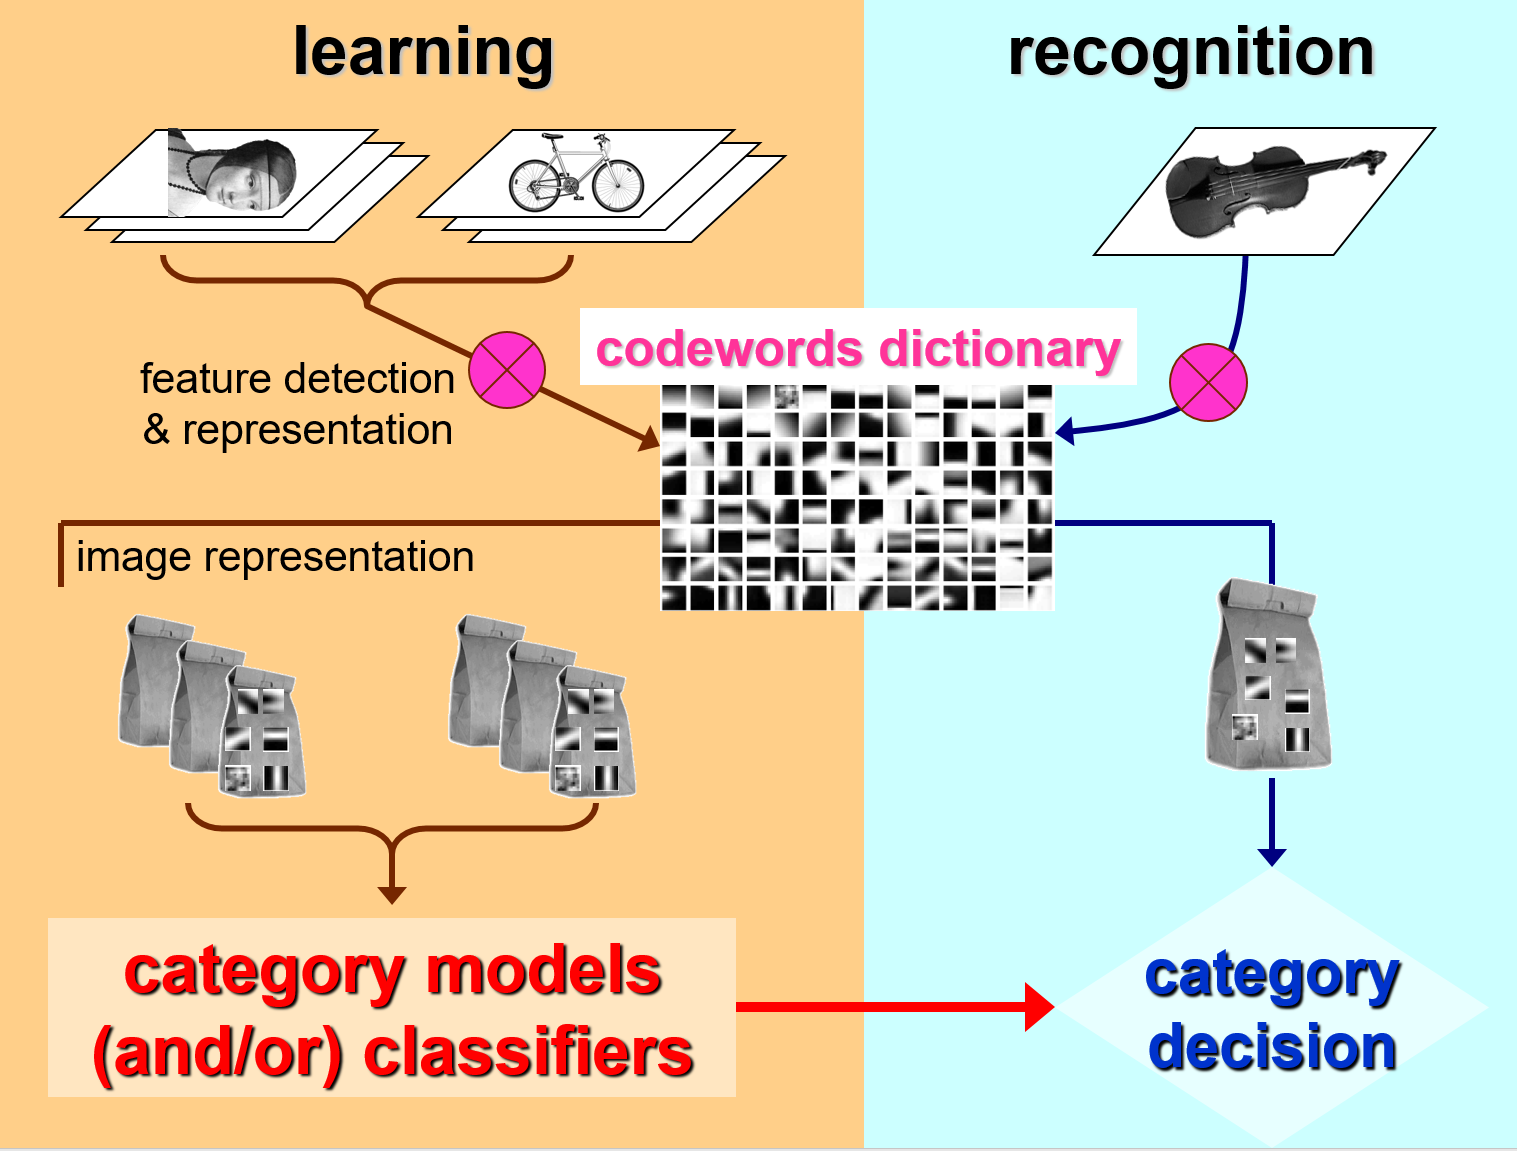 learning
recognition
codewords dictionary
feature detection
& representation
image representation
category models
(and/or) classifiers
category
decision